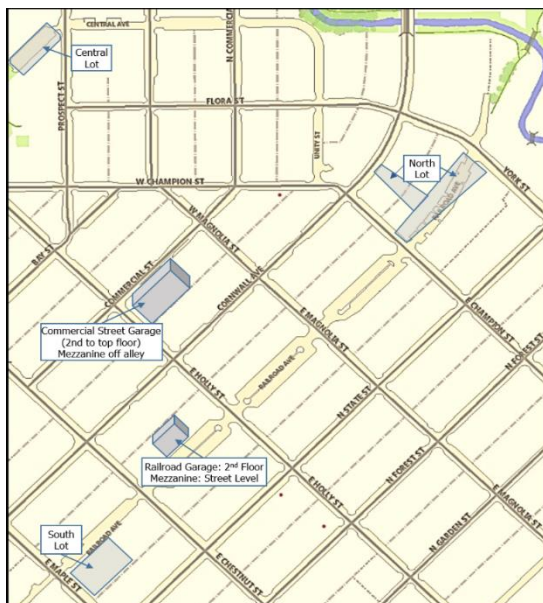 CENTRAL AVE
Central
Lot
PROSPECT ST
N COMMERCIAL
FLORA ST
UNITY ST
North
Lot
YORK ST
RAILROAD AVE
W CHAMPION ST
W MAGNOLIA ST
BAY ST
COMMERCIAL ST
CORNWALL AVE
Commercial Street Garage
(2nd to top floor)
Mezzanine off alley
E MAGNOLIA ST
E CHAMPION ST
N FOREST ST
RAILROAD AVE
E HOLLY ST
N STATE ST
Railroad Garage: 2nd Floor
Mezzanine: Street Level
E HOLLY ST
N FOREST ST
E MAGNOLIA ST
N GARDEN ST
South
Lot
RAILROAD AVE
E MAPLE ST
E CHESTNUT ST